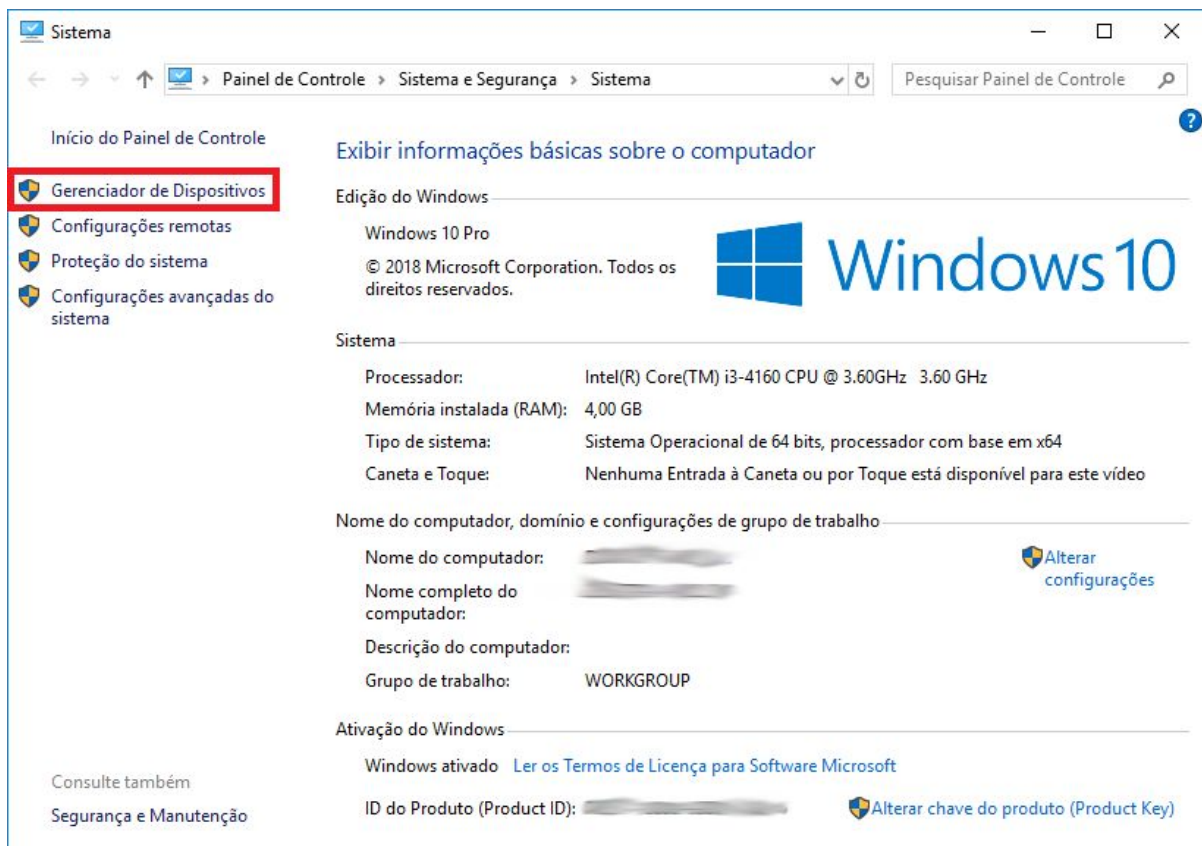 Sistema
Painel de Controle > Sistema e Segurança > Sistema
Pesquisar Painel de Controle
Início do Painel de Controle
Gerenciador de Dispositivos
Configurações remotas
Proteção do sistema
Configurações avançadas do
sistema
Consulte também
Segurança e Manutenção
?
Exibir informações básicas sobre o computador
Edição do Windows
Windows 10 Pro
© 2018 Microsoft Corporation. Todos os
direitos reservados.
Windows 10
Sistema
Processador: Intel(R) Core(TM) i3-4160 CPU @ 3.60GHz 3.60 GHz
Memória instalada (RAM): 4,00 GB
Tipo de sistema: Sistema Operacional de 64 bits, processador com base em x64
Caneta e Toque: Nenhuma Entrada à Caneta ou por Toque está disponível para este vídeo
Nome do computador, domínio e configurações de grupo de trabalho
Nome do computador:
Alterar
configurações
Nome completo do
computador:
Descrição do computador:
Grupo de trabalho: WORKGROUP
Ativação do Windows
Windows ativado Ler os Termos de Licença para Software Microsoft
ID do Produto (Product ID): Alterar chave do produto (Product Key)